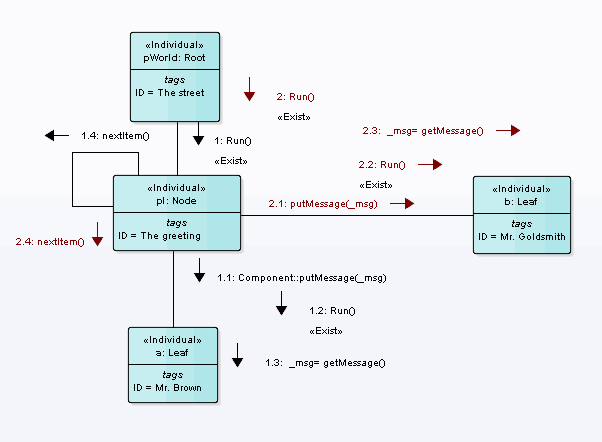 «Individual»
pWorld: Root
tags
ID = The street
2: Run()
«Exist»
1.4: nextItem()
1: Run()
«Exist»
2.3: _msg= getMessage()
2.2: Run()
«Exist»
2.1: putMessage(_msg)
«Individual»
pI: Node
tags
ID = The greeting
«Individual»
b: Leaf
tags
ID = Mr. Goldsmith
2.4: nextItem()
1.1: Component::putMessage(_msg)
1.2: Run()
«Exist»
«Individual»
a: Leaf
tags
ID = Mr. Brown
1.3: _msg= getMessage()